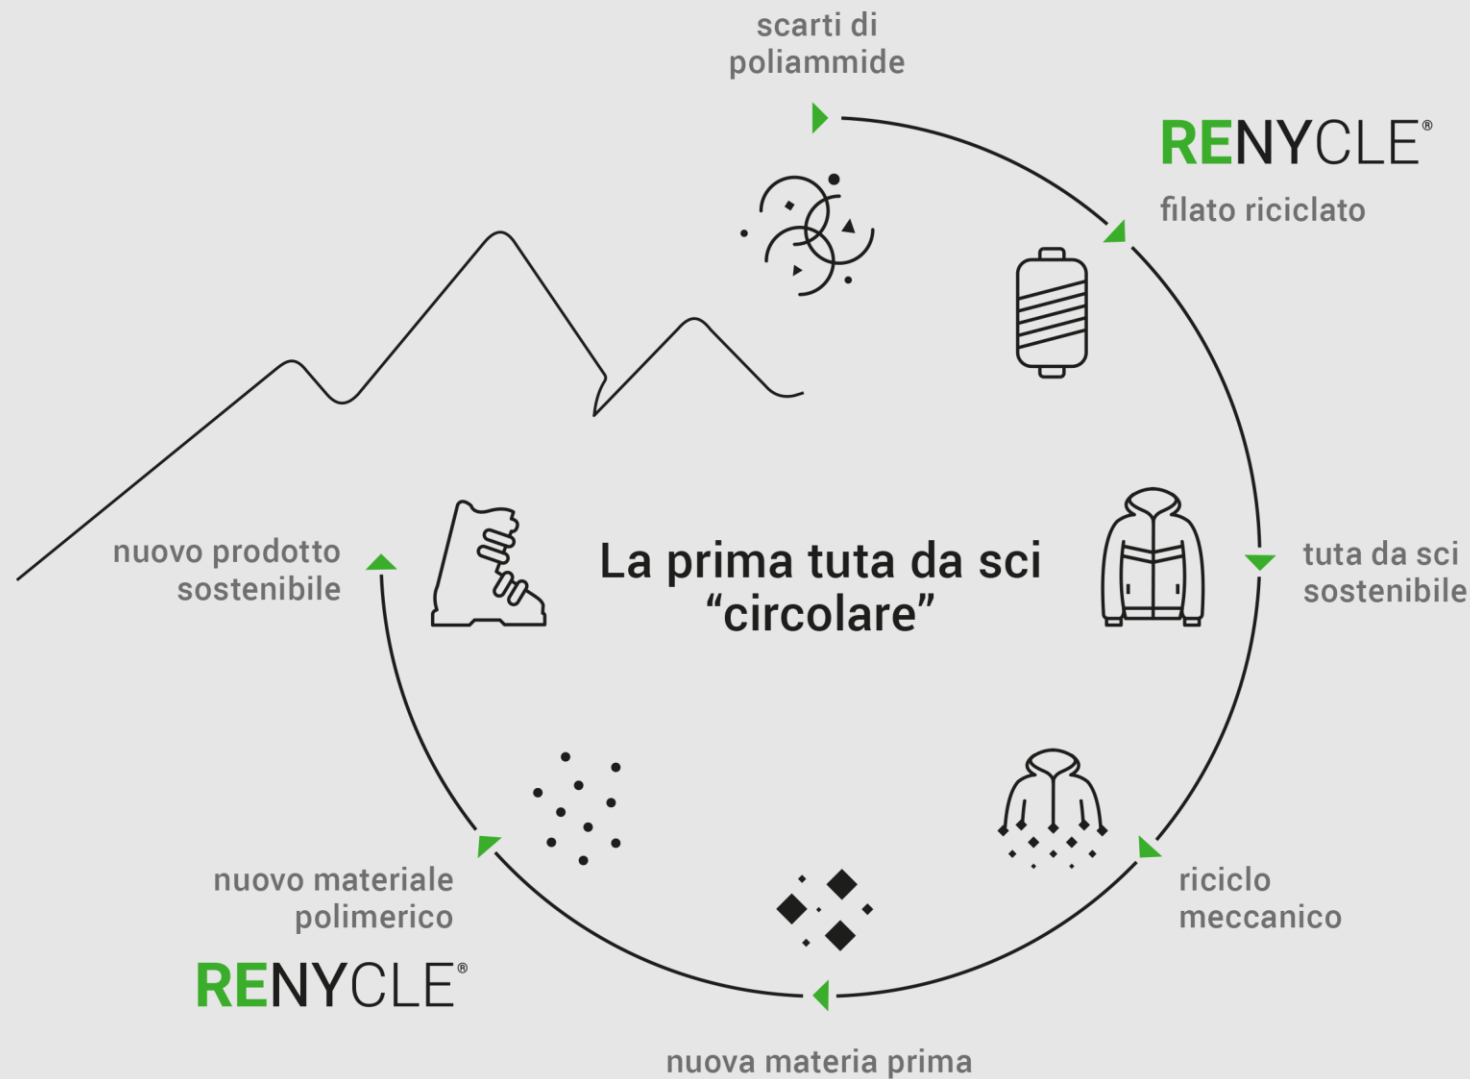 scarti di
poliammide
RENYCLE®
filato riciclato
tuta da sci
sostenibile
riciclo
meccanico
nuova materia prima
nuovo materiale
polimerico
RENYCLE®
nuovo prodotto
sostenibile
La prima tuta da sci
“circolare”